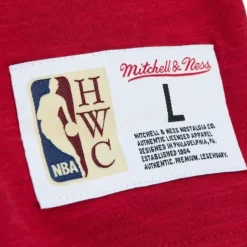 Mitchell & Ness
H
W
C
NBA
L
MITCHELL & NESS NOSTALGIA CO.
AUTHENTIC LICENSED APPAREL
DESIGNED IN PHILADELPHIA, PA.
ESTABLISHED 1904
AUTHENTIC. PREMIUM. LEGENDARY.